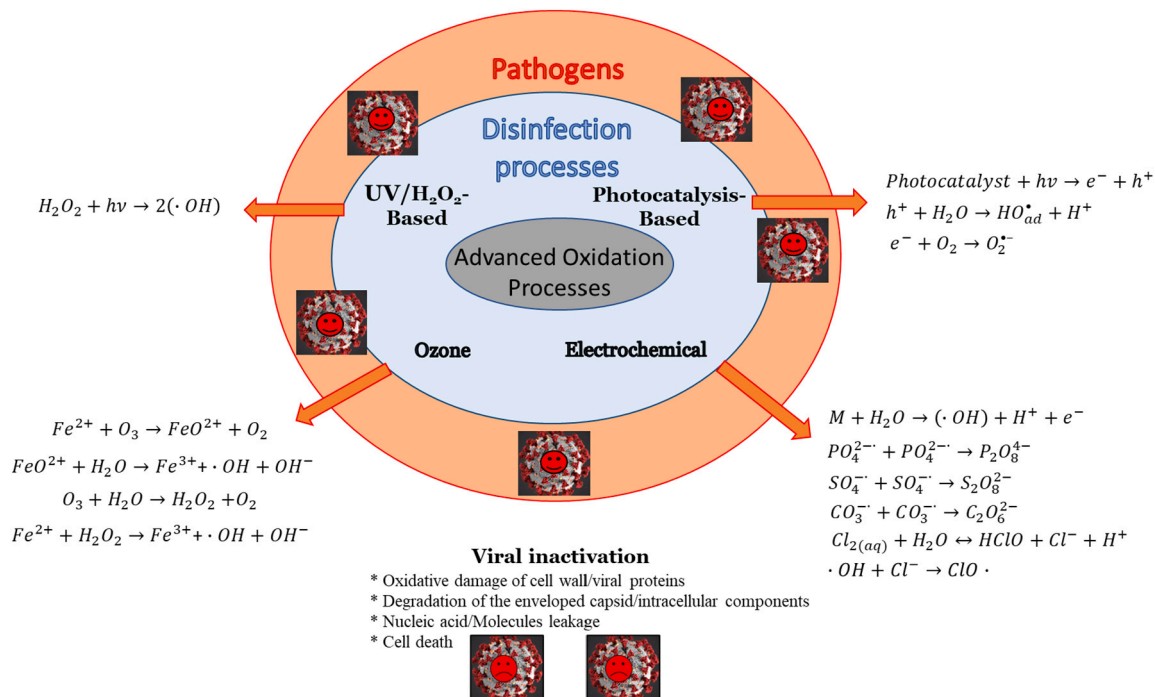 Pathogens
Disinfection
processes
UV/H₂O₂-
Based
Photocatalysis-
Based
Advanced Oxidation
Processes
Ozone
Electrochemical
H₂O₂ + hν → 2(· OH)
Photocatalyst + hν → e⁻ + h⁺
h⁺ + H₂O → HO•ad + H⁺
e⁻ + O₂ → O₂•⁻
Fe²⁺ + O₃ → FeO²⁺ + O₂
FeO²⁺ + H₂O → Fe³⁺+ · OH + OH⁻
O₃ + H₂O → H₂O₂ +O₂
Fe²⁺ + H₂O₂ → Fe³⁺+ · OH + OH⁻
M + H₂O → (· OH) + H⁺ + e⁻
PO₄²⁻· + PO₄²⁻· → P₂O₈⁴⁻
SO₄⁻· + SO₄⁻· → S₂O₈²⁻
CO₃⁻· + CO₃⁻· → C₂O₆²⁻
Cl₂(aq) + H₂O ↔ HClO + Cl⁻ + H⁺
· OH + Cl⁻ → ClO ·
Viral inactivation
* Oxidative damage of cell wall/viral proteins
* Degradation of the enveloped capsid/intracellular components
* Nucleic acid/Molecules leakage
* Cell death